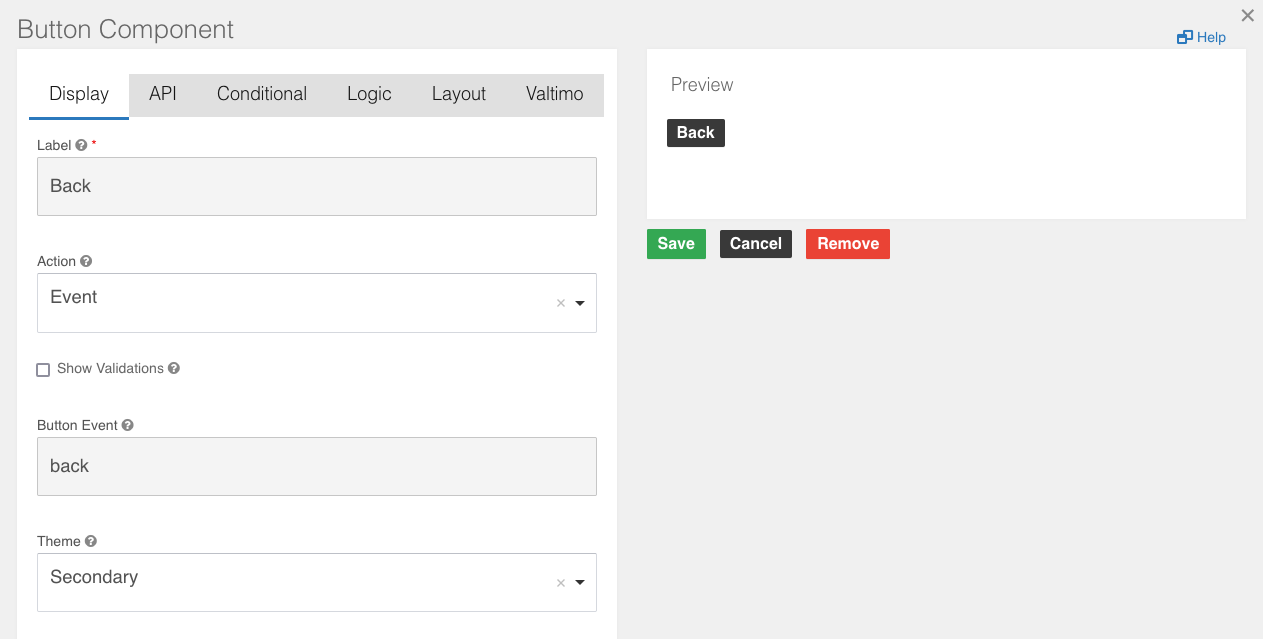 Button Component
Help
Display API Conditional Logic Layout Valtimo
Label *
Back
Action
Event
Show Validations
Button Event
back
Theme
Secondary
Preview
Back
Save Cancel Remove